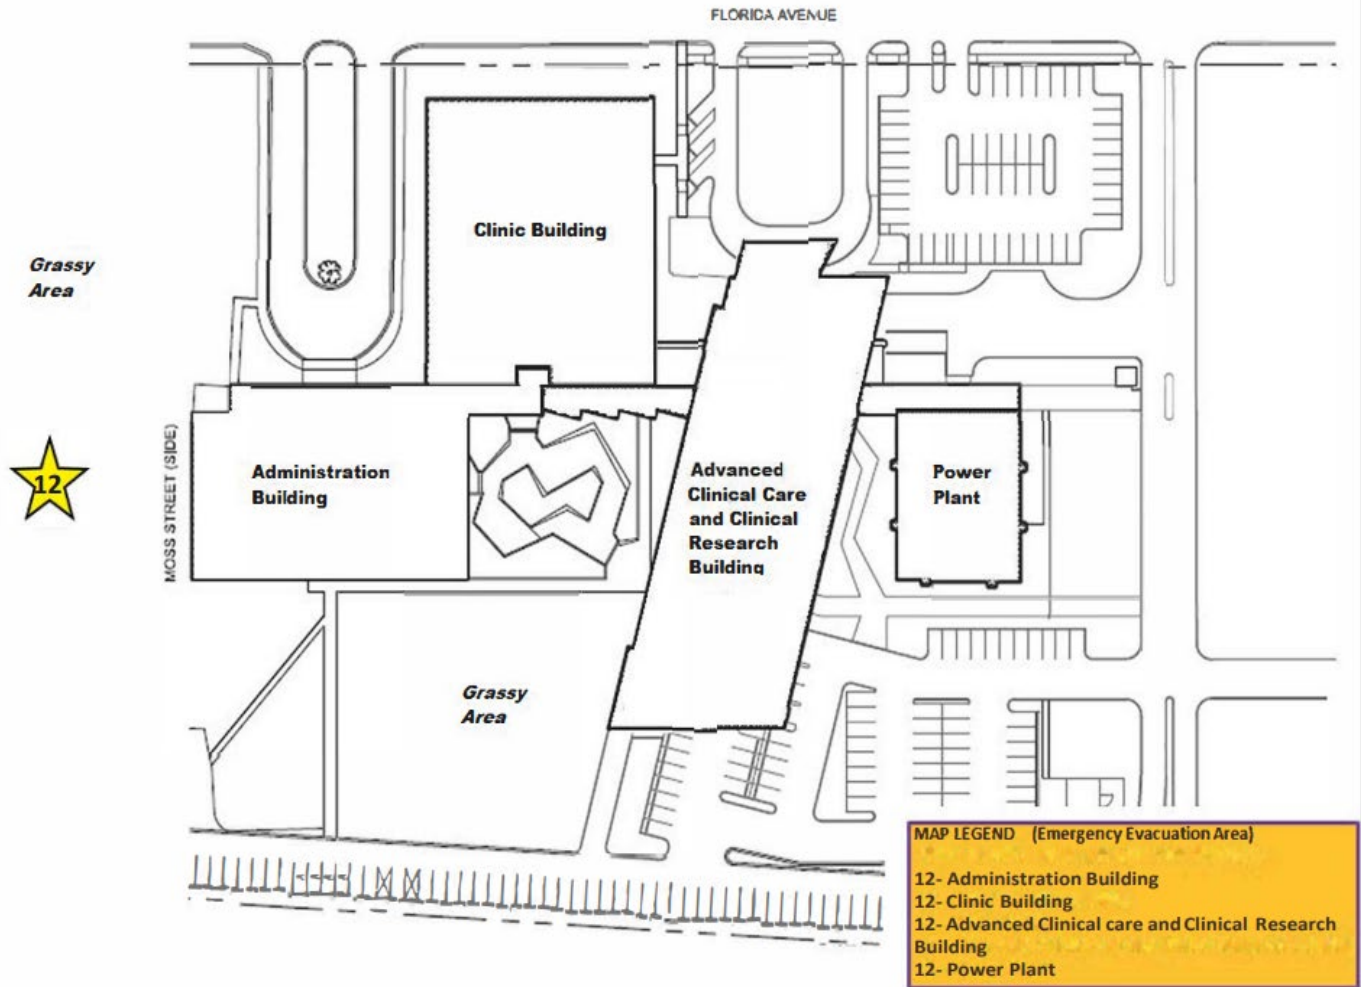 FLORIDA AVENUE
Clinic Building
Grassy
Area
12
MOSS STREET (SIDE)
Administration
Building
Advanced
Clinical Care
and Clinical
Research
Building
Power
Plant
Grassy
Area
MAP LEGEND (Emergency Evacuation Area)
12- Administration Building
12- Clinic Building
12- Advanced Clinical care and Clinical Research
Building
12- Power Plant